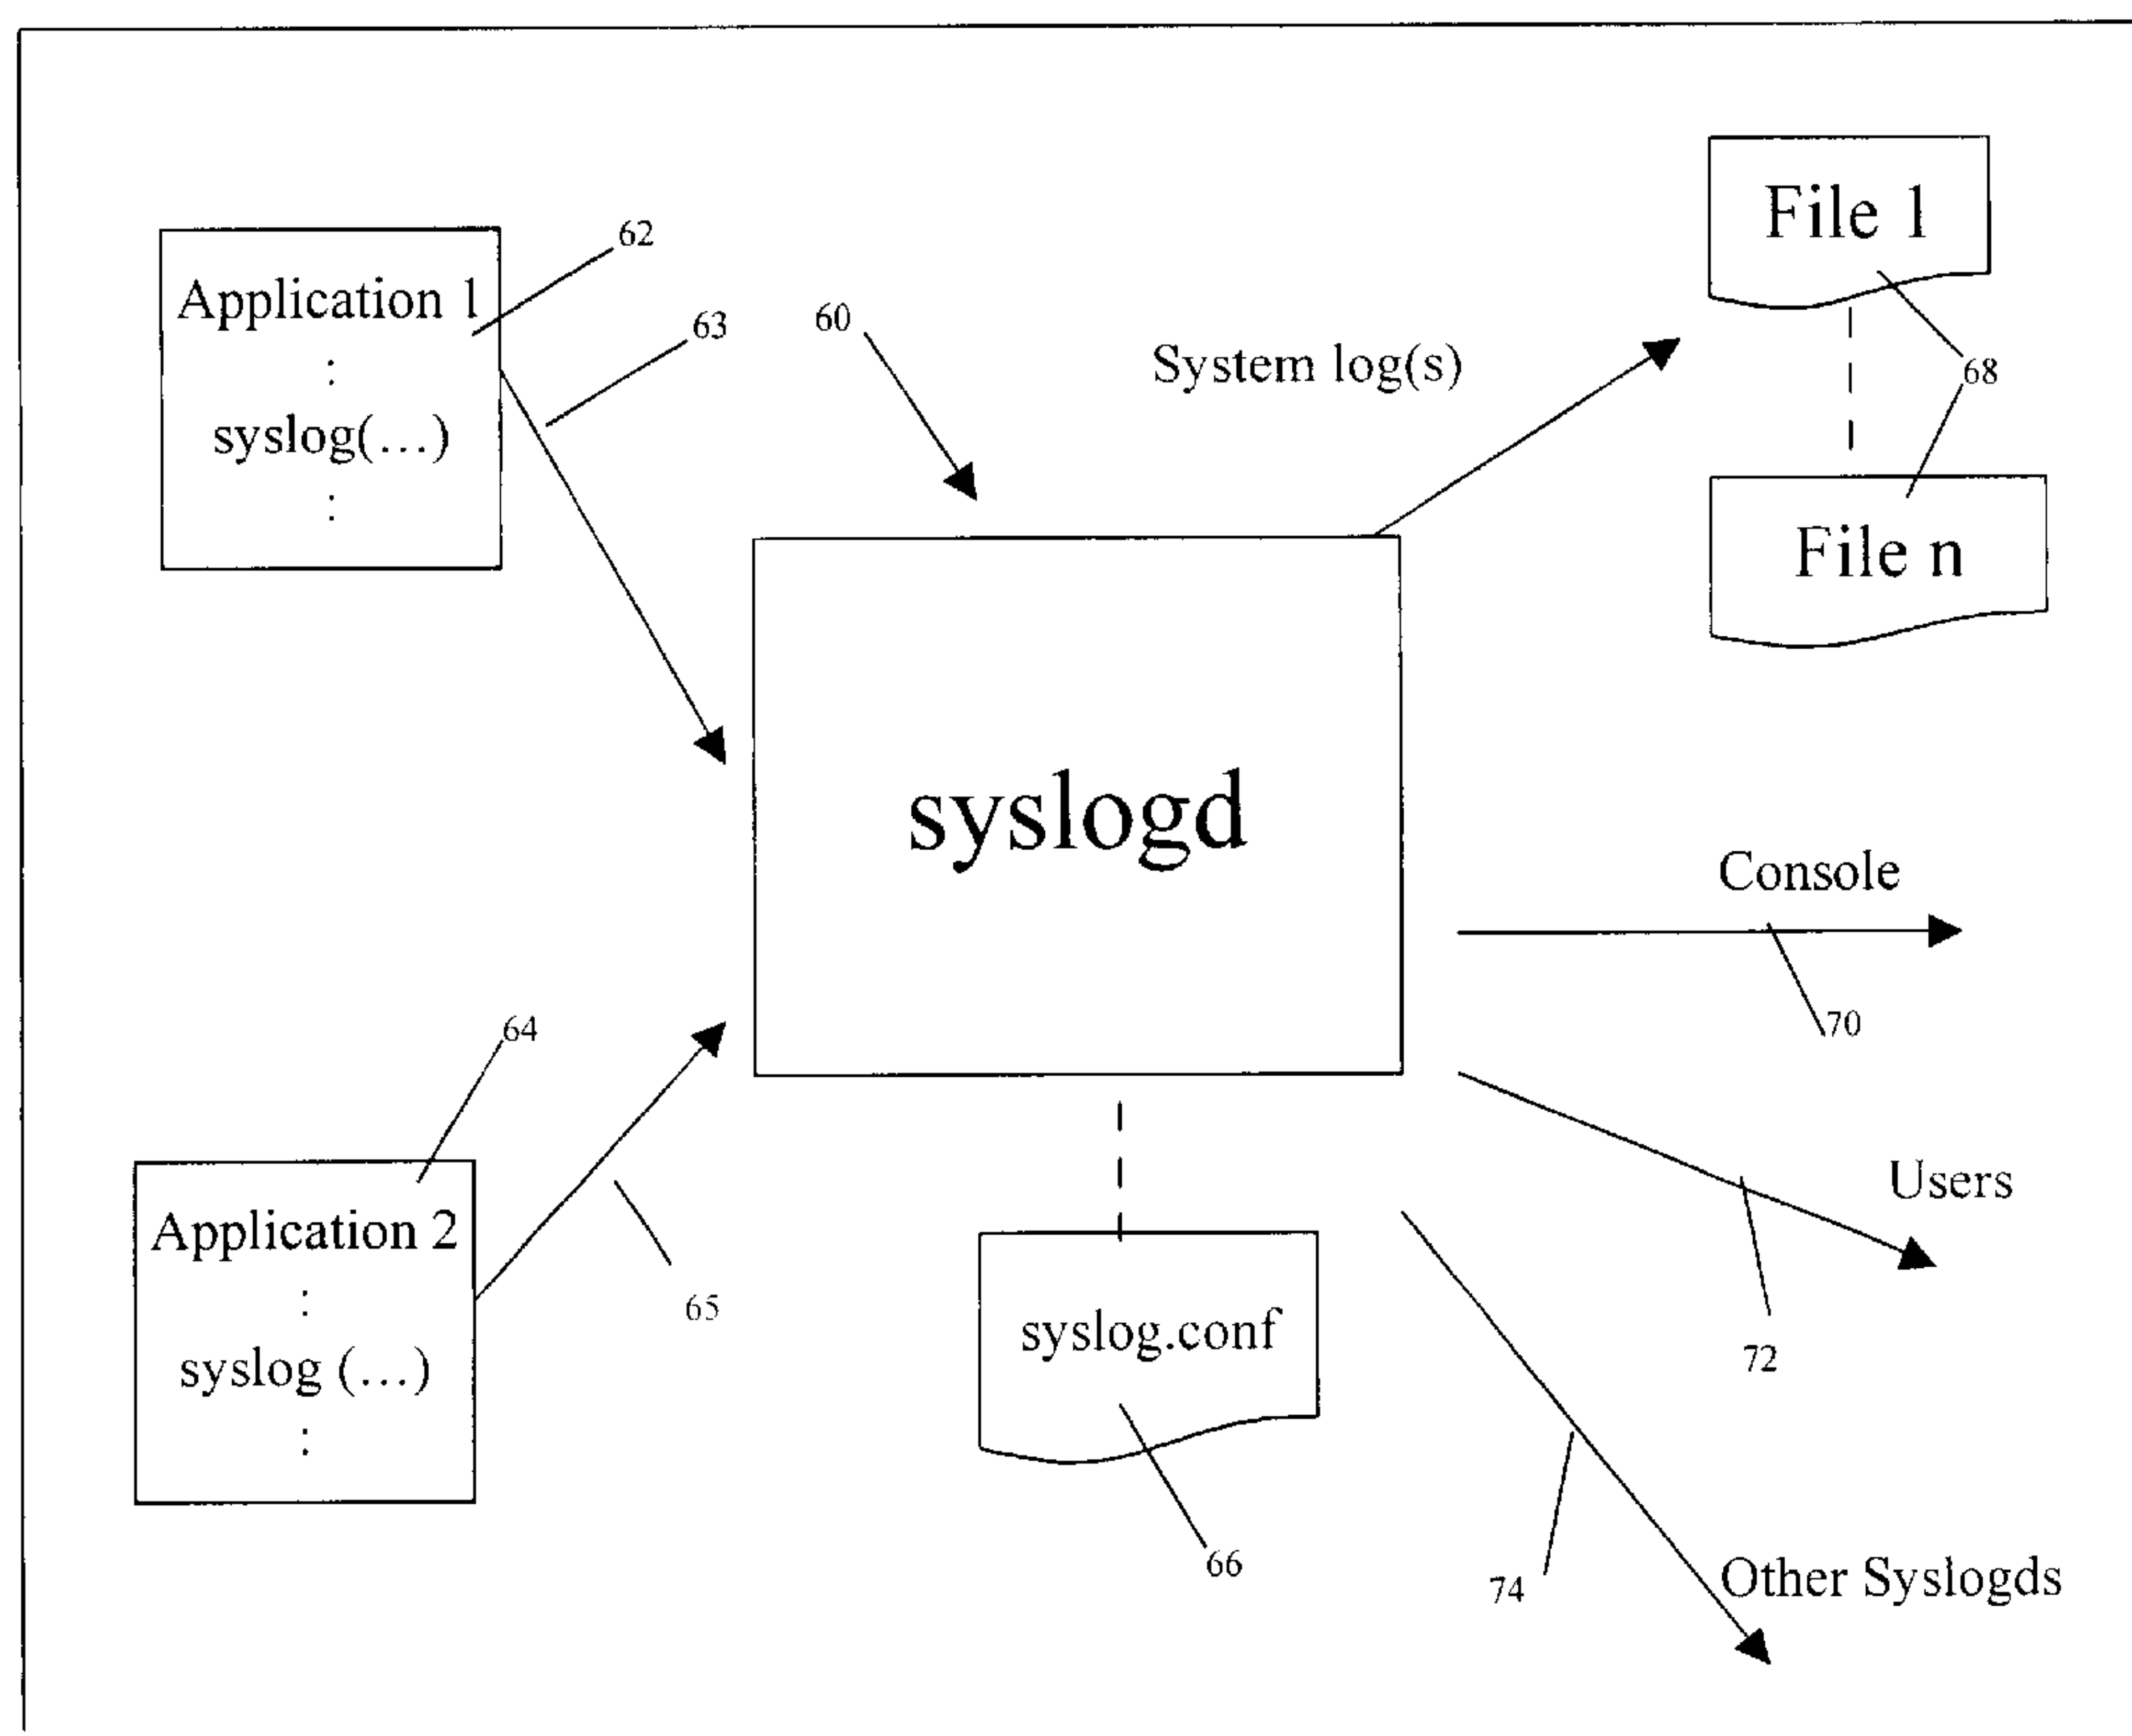 File 1
62
Application 1
63
60
System log(s)
68
syslog(...)
File n
syslogd
Console
70
64
Users
Application 2
65
syslog.conf
72
syslog (...)
66
74
Other Syslogds